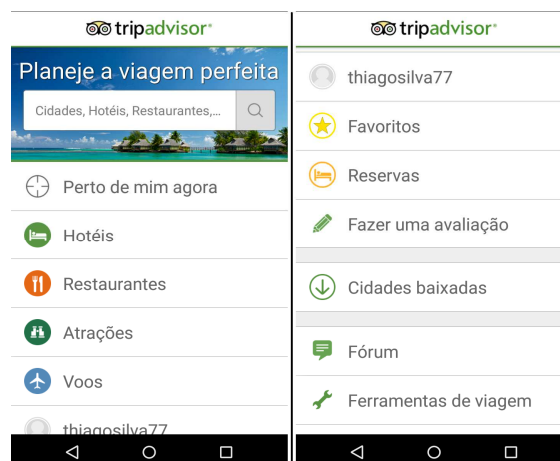 tripadvisor
Planeje a viagem perfeita
Cidades, Hotéis, Restaurantes,...
Perto de mim agora
Hotéis
Restaurantes
Atrações
Voos
thiagosilva77
tripadvisor
thiagosilva77
Favoritos
Reservas
Fazer uma avaliação
Cidades baixadas
Fórum
Ferramentas de viagem